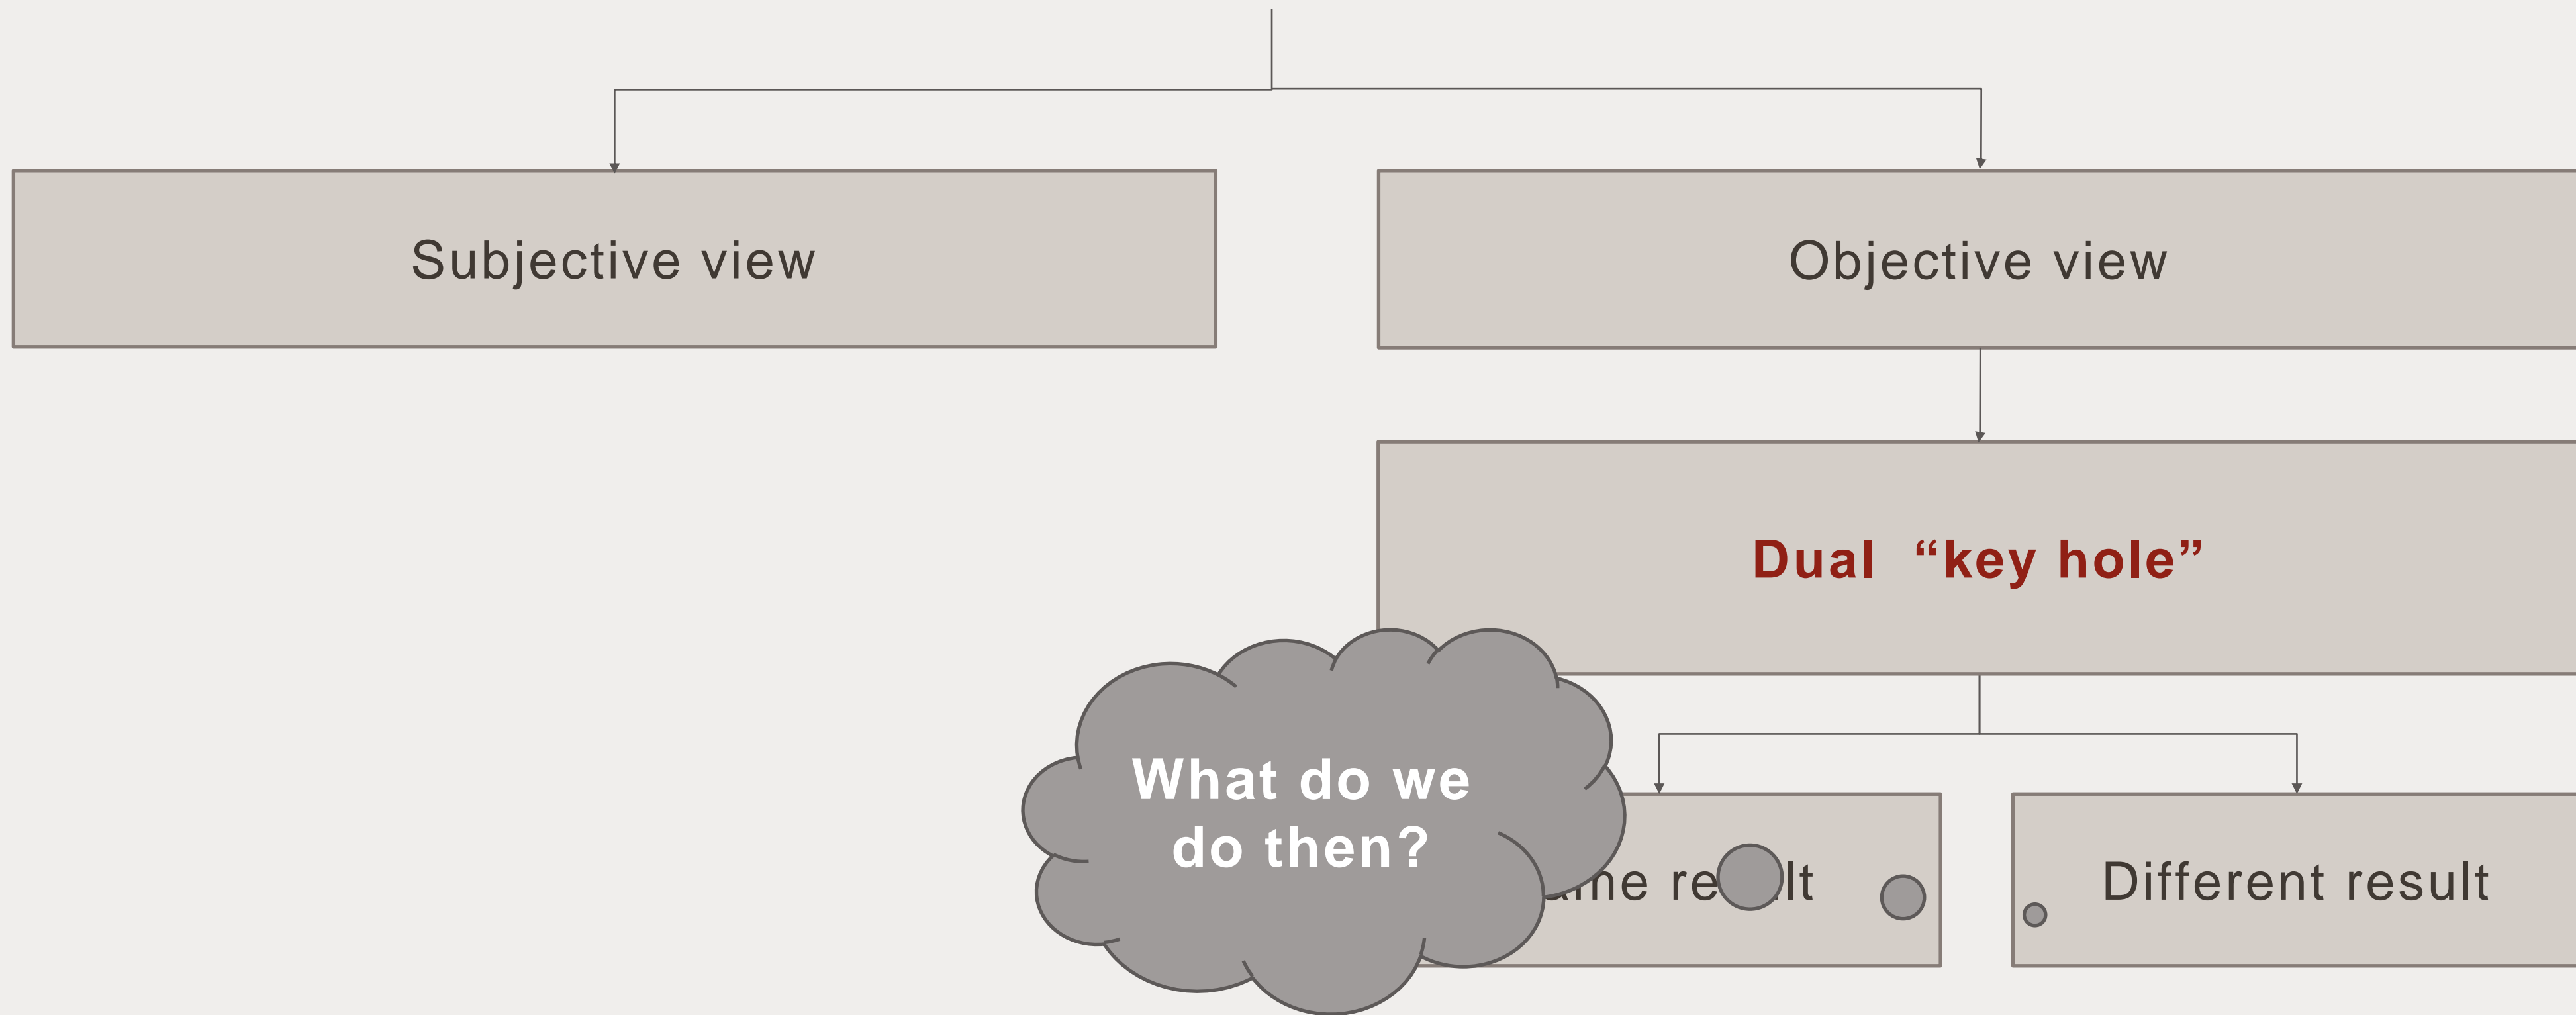 Subjective view
Objective view
Dual “key hole”
What do we
do then?
Different result